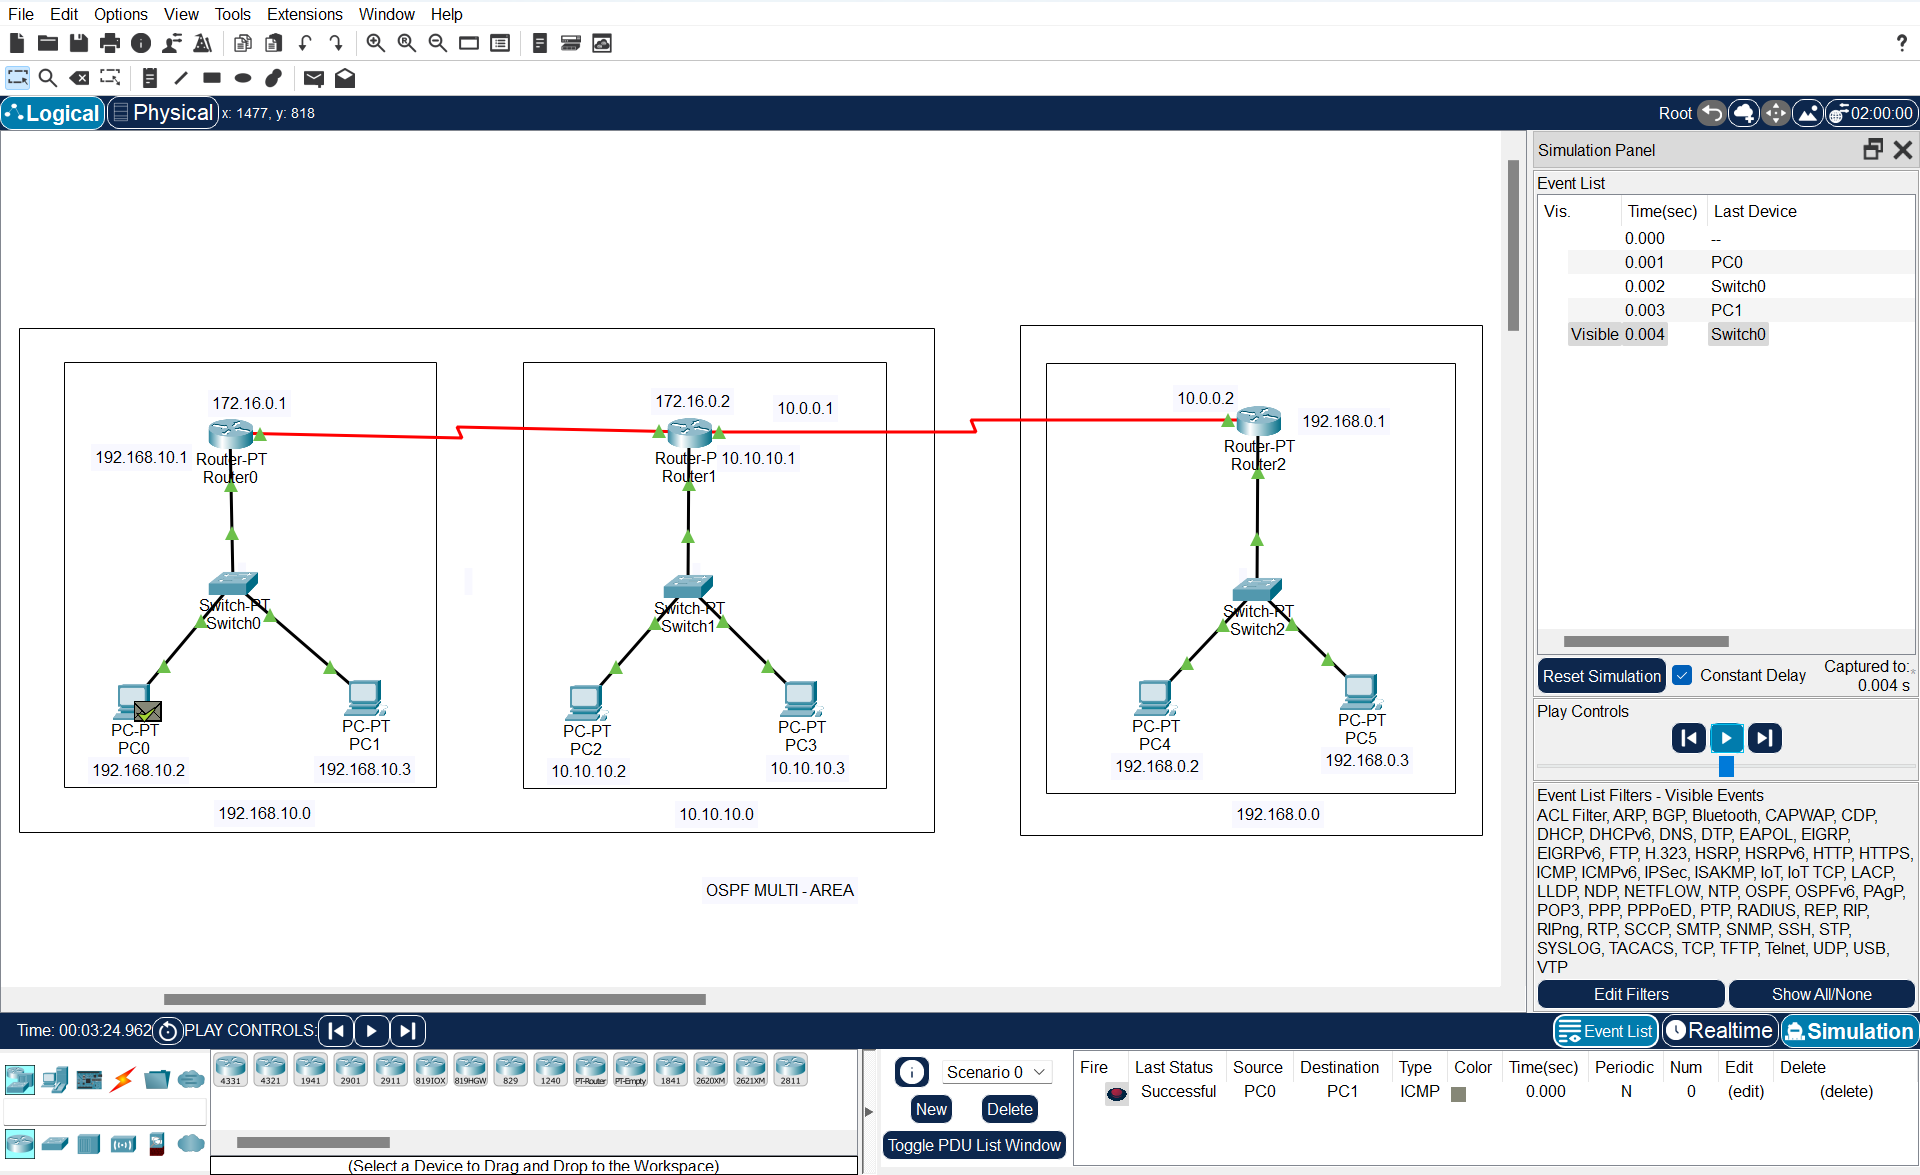 File Edit Options View Tools Extensions Window Help
?
Logical Physical x: 1477, y: 818
Root 02:00:00
Simulation Panel
Event List
Vis. Time(sec) Last Device
0.000 --
0.001 PC0
0.002 Switch0
0.003 PC1
Visible 0.004 Switch0
Reset Simulation Constant Delay Captured to:
0.004 s
Play Controls
Event List Filters - Visible Events
ACL Filter, ARP, BGP, Bluetooth, CAPWAP, CDP,
DHCP, DHCPv6, DNS, DTP, EAPOL, EIGRP,
EIGRPv6, FTP, H.323, HSRP, HSRPv6, HTTP, HTTPS,
ICMP, ICMPv6, IPSec, ISAKMP, IoT, IoT TCP, LACP,
LLDP, NDP, NETFLOW, NTP, OSPF, OSPFv6, PAgP,
POP3, PPP, PPPoED, PTP, RADIUS, REP, RIP,
RIPng, RTP, SCCP, SMTP, SNMP, SSH, STP,
SYSLOG, TACACS, TCP, TFTP, Telnet, UDP, USB,
VTP
Edit Filters Show All/None
172.16.0.1
192.168.10.1
Router-PT
Router0
Switch-PT
Switch0
PC-PT
PC0
192.168.10.2
PC-PT
PC1
192.168.10.3
192.168.10.0
172.16.0.2
10.0.0.1
Router-P 10.10.10.1
Router1
Switch-PT
Switch1
PC-PT
PC2
10.10.10.2
PC-PT
PC3
10.10.10.3
10.10.10.0
10.0.0.2
192.168.0.1
Router-PT
Router2
Switch-PT
Switch2
PC-PT
PC4
192.168.0.2
PC-PT
PC5
192.168.0.3
192.168.0.0
OSPF MULTI - AREA
Time: 00:03:24.962 PLAY CONTROLS:
Event List Realtime Simulation
4331 4321 1941 2901 2911 819IOX 819HGW 829 1240 PT-Router PT-Empty 1841 2620XM 2621XM 2811
(Select a Device to Drag and Drop to the Workspace)
Scenario 0
New Delete
Toggle PDU List Window
Fire Last Status Source Destination Type Color Time(sec) Periodic Num Edit Delete
Successful PC0 PC1 ICMP 0.000 N 0 (edit) (delete)